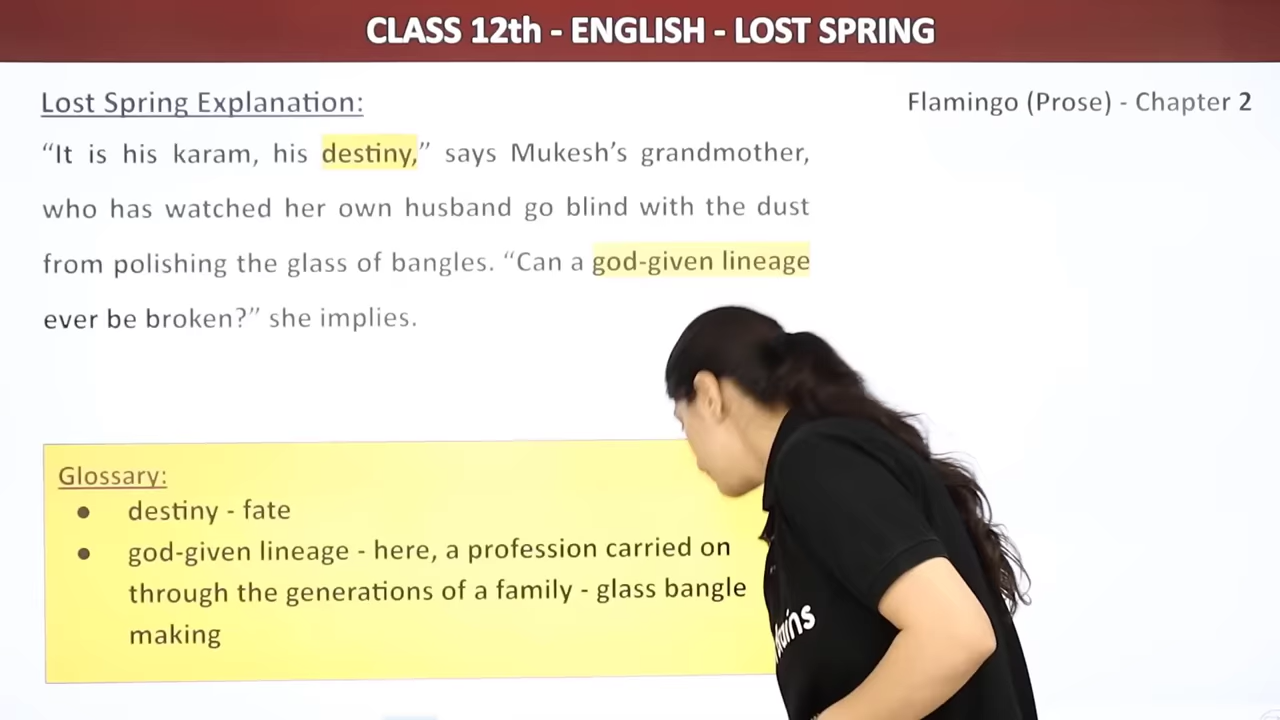 CLASS 12th - ENGLISH - LOST SPRING
Lost Spring Explanation:
Flamingo (Prose) - Chapter 2
“It is his karam, his destiny,” says Mukesh’s grandmother,
who has watched her own husband go blind with the dust
from polishing the glass of bangles. “Can a god-given lineage
ever be broken?” she implies.
Glossary:
● destiny - fate
● god-given lineage - here, a profession carried on
through the generations of a family - glass bangle
making